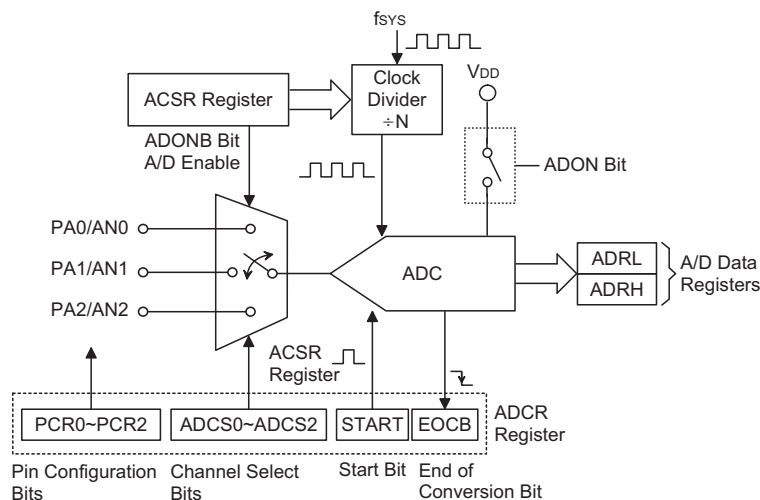 fSYS
ACSR Register
Clock
Divider
÷N
VDD
ADONB Bit
A/D Enable
ADON Bit
PA0/AN0
PA1/AN1
PA2/AN2
ADC
ADRL
ADRH
A/D Data
Registers
ACSR
Register
PCR0~PCR2
ADCS0~ADCS2
START
EOCB
ADCR
Register
Pin Configuration
Bits
Channel Select
Bits
Start Bit
End of
Conversion Bit